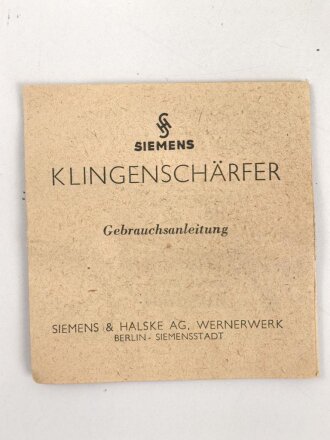 SIEMENS
KLINGENSCHÄRFER
Gebrauchsanleitung
SIEMENS & HALSKE AG, WERNERWERK
BERLIN - SIEMENSSTADT